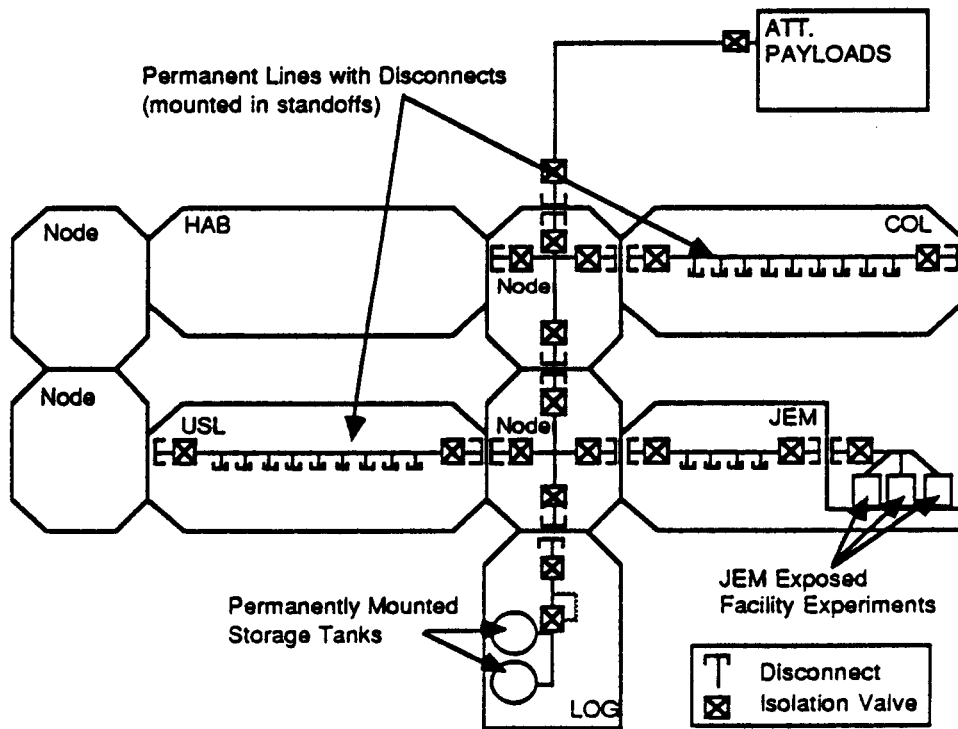 ATT.
PAYLOADS
Permanent Lines with Disconnects
(mounted in standoffs)
Node
HAB
Node
COL
Node
USL
Node
JEM
JEM Exposed
Facility Experiments
Permanently Mounted
Storage Tanks
LOG
Disconnect
Isolation Valve